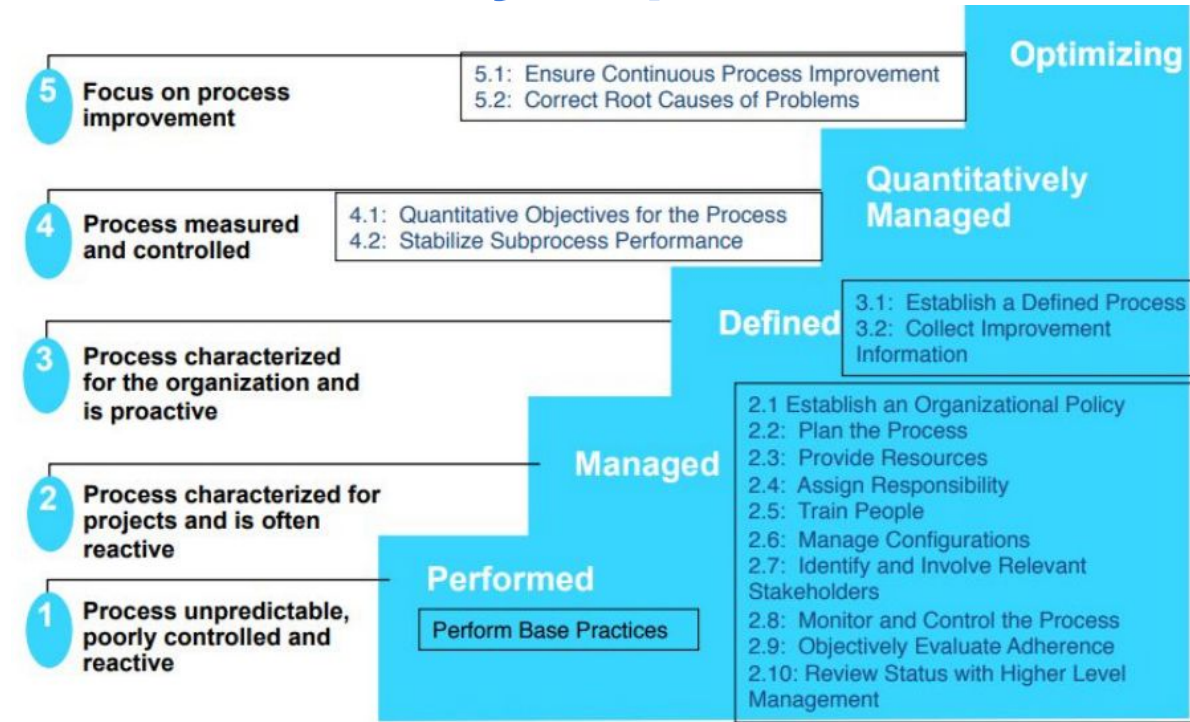 Optimizing
5
Focus on process
improvement
5.1: Ensure Continuous Process Improvement
5.2: Correct Root Causes of Problems
Quantitatively
Managed
4
Process measured
and controlled
4.1: Quantitative Objectives for the Process
4.2: Stabilize Subprocess Performance
Defined
3.1: Establish a Defined Process
3.2: Collect Improvement
Information
3
Process characterized
for the organization and
is proactive
Managed
2.1 Establish an Organizational Policy
2.2: Plan the Process
2.3: Provide Resources
2.4: Assign Responsibility
2.5: Train People
2.6: Manage Configurations
2.7: Identify and Involve Relevant
Stakeholders
2.8: Monitor and Control the Process
2.9: Objectively Evaluate Adherence
2.10: Review Status with Higher Level
Management
2
Process characterized for
projects and is often
reactive
Performed
Perform Base Practices
1
Process unpredictable,
poorly controlled and
reactive